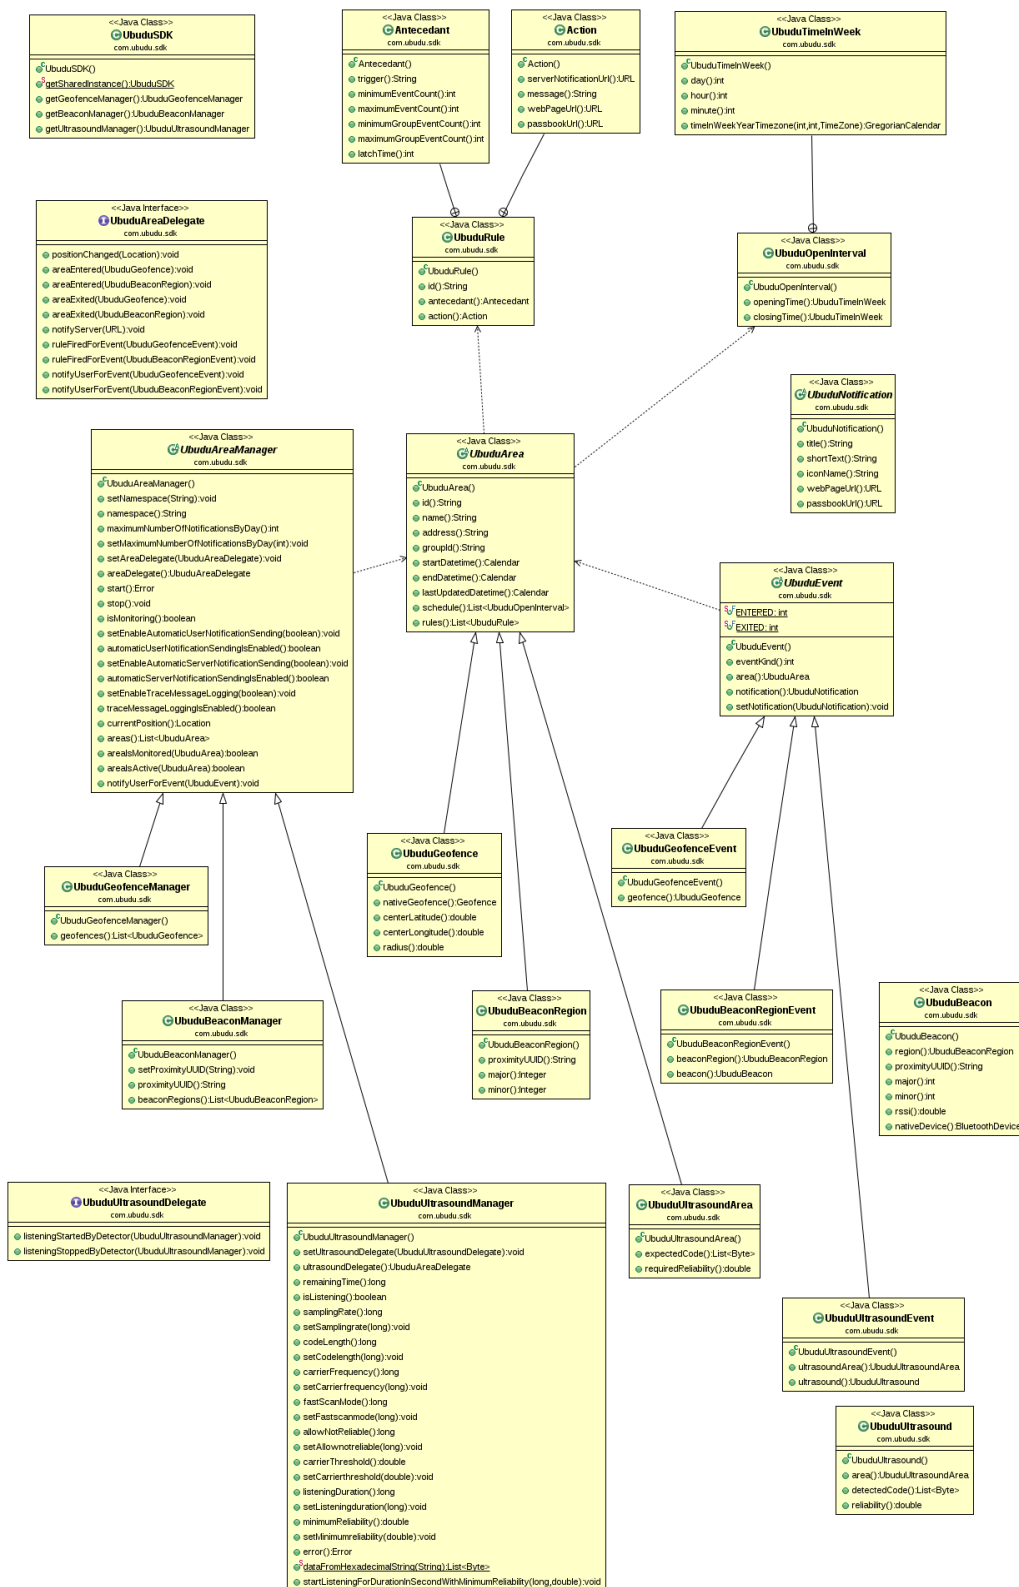 <<Java Class>>
UbuduSDK
com.ubudu.sdk
UbuduSDK()
getSharedInstance():UbuduSDK
getGeofenceManager():UbuduGeofenceManager
getBeaconManager():UbuduBeaconManager
getUltrasoundManager():UbuduUltrasoundManager
<<Java Class>>
Antecedant
com.ubudu.sdk
Antecedant()
trigger():String
minimumEventCount():int
maximumEventCount():int
minimumGroupEventCount():int
maximumGroupEventCount():int
latchTime():int
<<Java Class>>
Action
com.ubudu.sdk
Action()
serverNotificationUrl():URL
message():String
webPageUrl():URL
passbookUrl():URL
<<Java Class>>
UbuduTimeInWeek
com.ubudu.sdk
UbuduTimeInWeek()
day():int
hour():int
minute():int
timeInWeekYearTimezone(int,int,TimeZone):GregorianCalendar
<<Java Interface>>
UbuduAreaDelegate
com.ubudu.sdk
positionChanged(Location):void
areaEntered(UbuduGeofence):void
areaEntered(UbuduBeaconRegion):void
areaExited(UbuduGeofence):void
areaExited(UbuduBeaconRegion):void
notifyServer(URL):void
ruleFiredForEvent(UbuduGeofenceEvent):void
ruleFiredForEvent(UbuduBeaconRegionEvent):void
notifyUserForEvent(UbuduGeofenceEvent):void
notifyUserForEvent(UbuduBeaconRegionEvent):void
<<Java Class>>
UbuduRule
com.ubudu.sdk
UbuduRule()
id():String
antecedant():Antecedant
action():Action
<<Java Class>>
UbuduOpenInterval
com.ubudu.sdk
UbuduOpenInterval()
openingTime():UbuduTimeInWeek
closingTime():UbuduTimeInWeek
<<Java Class>>
UbuduNotification
com.ubudu.sdk
UbuduNotification()
title():String
shortText():String
iconName():String
webPageUrl():URL
passbookUrl():URL
<<Java Class>>
UbuduAreaManager
com.ubudu.sdk
UbuduAreaManager()
setNamespace(String):void
namespace():String
maximumNumberOfNotificationsByDay():int
setMaximumNumberOfNotificationsByDay(int):void
setAreaDelegate(UbuduAreaDelegate):void
areaDelegate():UbuduAreaDelegate
start():Error
stop():void
isMonitoring():boolean
setEnableAutomaticUserNotificationSending(boolean):void
automaticUserNotificationSendingIsEnabled():boolean
setEnableAutomaticServerNotificationSending(boolean):void
automaticServerNotificationSendingIsEnabled():boolean
setEnableTraceMessageLogging(boolean):void
traceMessageLoggingIsEnabled():boolean
currentPosition():Location
areas():List<UbuduArea>
areaIsMonitored(UbuduArea):boolean
areaIsActive(UbuduArea):boolean
notifyUserForEvent(UbuduEvent):void
<<Java Class>>
UbuduArea
com.ubudu.sdk
UbuduArea()
id():String
name():String
address():String
groupId():String
startDatetime():Calendar
endDatetime():Calendar
lastUpdatedDatetime():Calendar
schedule():List<UbuduOpenInterval>
rules():List<UbuduRule>
<<Java Class>>
UbuduEvent
com.ubudu.sdk
ENTERED: int
EXITED: int
UbuduEvent()
eventKind():int
area():UbuduArea
notification():UbuduNotification
setNotification(UbuduNotification):void
<<Java Class>>
UbuduGeofenceManager
com.ubudu.sdk
UbuduGeofenceManager()
geofences():List<UbuduGeofence>
<<Java Class>>
UbuduGeofence
com.ubudu.sdk
UbuduGeofence()
nativeGeofence():Geofence
centerLatitude():double
centerLongitude():double
radius():double
<<Java Class>>
UbuduGeofenceEvent
com.ubudu.sdk
UbuduGeofenceEvent()
geofence():UbuduGeofence
<<Java Class>>
UbuduBeaconManager
com.ubudu.sdk
UbuduBeaconManager()
setProximityUUID(String):void
proximityUUID():String
beaconRegions():List<UbuduBeaconRegion>
<<Java Class>>
UbuduBeaconRegion
com.ubudu.sdk
UbuduBeaconRegion()
proximityUUID():String
major():Integer
minor():Integer
<<Java Class>>
UbuduBeaconRegionEvent
com.ubudu.sdk
UbuduBeaconRegionEvent()
beaconRegion():UbuduBeaconRegion
beacon():UbuduBeacon
<<Java Class>>
UbuduBeacon
com.ubudu.sdk
UbuduBeacon()
region():UbuduBeaconRegion
proximityUUID():String
major():int
minor():int
rssi():double
nativeDevice():BluetoothDevice
<<Java Interface>>
UbuduUltrasoundDelegate
com.ubudu.sdk
listeningStartedByDetector(UbuduUltrasoundManager):void
listeningStoppedByDetector(UbuduUltrasoundManager):void
<<Java Class>>
UbuduUltrasoundManager
com.ubudu.sdk
UbuduUltrasoundManager()
setUltrasoundDelegate(UbuduUltrasoundDelegate):void
ultrasoundDelegate():UbuduAreaDelegate
remainingTime():long
isListening():boolean
samplingRate():long
setSamplingrate(long):void
codeLength():long
setCodelength(long):void
carrierFrequency():long
setCarrierfrequency(long):void
fastScanMode():long
setFastscanmode(long):void
allowNotReliable():long
setAllownotreliable(long):void
carrierThreshold():double
setCarrierthreshold(double):void
listeningDuration():long
setListeningduration(long):void
minimumReliability():double
setMinimumreliability(double):void
error():Error
dataFromHexadecimalString(String):List<Byte>
startListeningForDurationInSecondWithMinimumReliability(long,double):void
<<Java Class>>
UbuduUltrasoundArea
com.ubudu.sdk
UbuduUltrasoundArea()
expectedCode():List<Byte>
requiredReliability():double
<<Java Class>>
UbuduUltrasoundEvent
com.ubudu.sdk
UbuduUltrasoundEvent()
ultrasoundArea():UbuduUltrasoundArea
ultrasound():UbuduUltrasound
<<Java Class>>
UbuduUltrasound
com.ubudu.sdk
UbuduUltrasound()
area():UbuduUltrasoundArea
detectedCode():List<Byte>
reliability():double